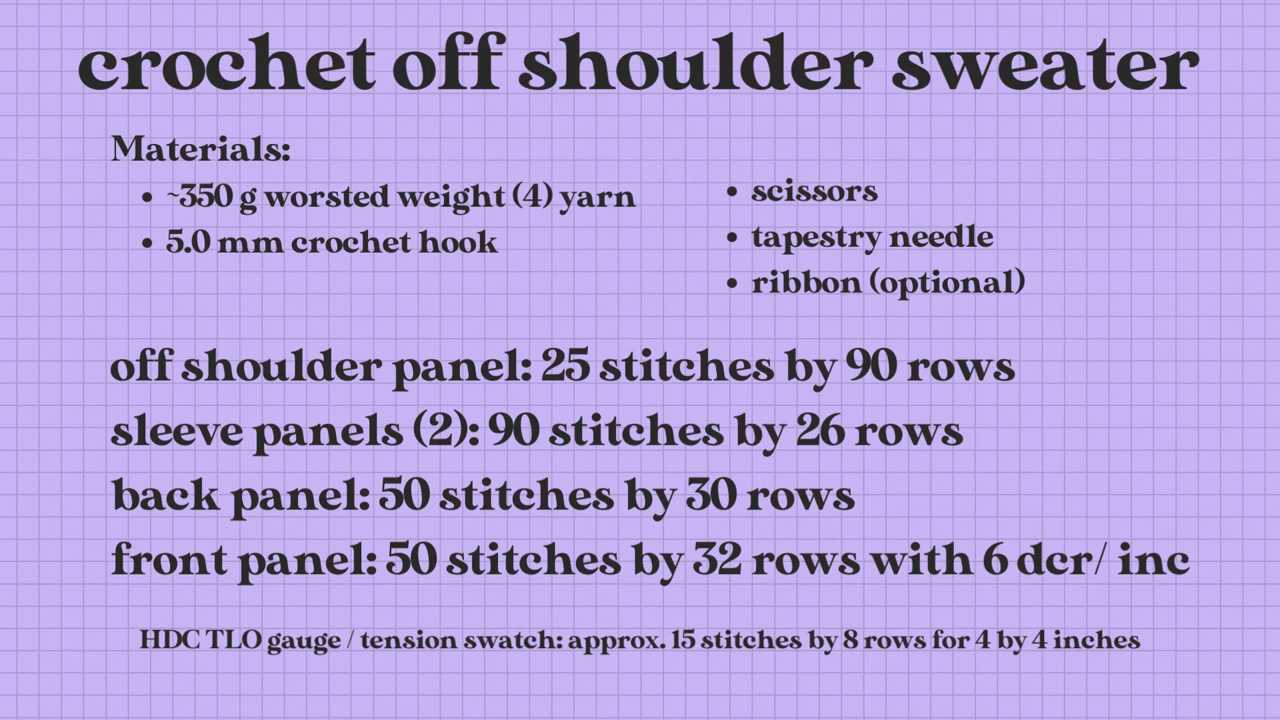 crochet off shoulder sweater
Materials:
• ~350 g worsted weight (4) yarn
• 5.0 mm crochet hook
• scissors
• tapestry needle
• ribbon (optional)
off shoulder panel: 25 stitches by 90 rows
sleeve panels (2): 90 stitches by 26 rows
back panel: 50 stitches by 30 rows
front panel: 50 stitches by 32 rows with 6 dcr/ inc
HDC TLO gauge / tension swatch: approx. 15 stitches by 8 rows for 4 by 4 inches